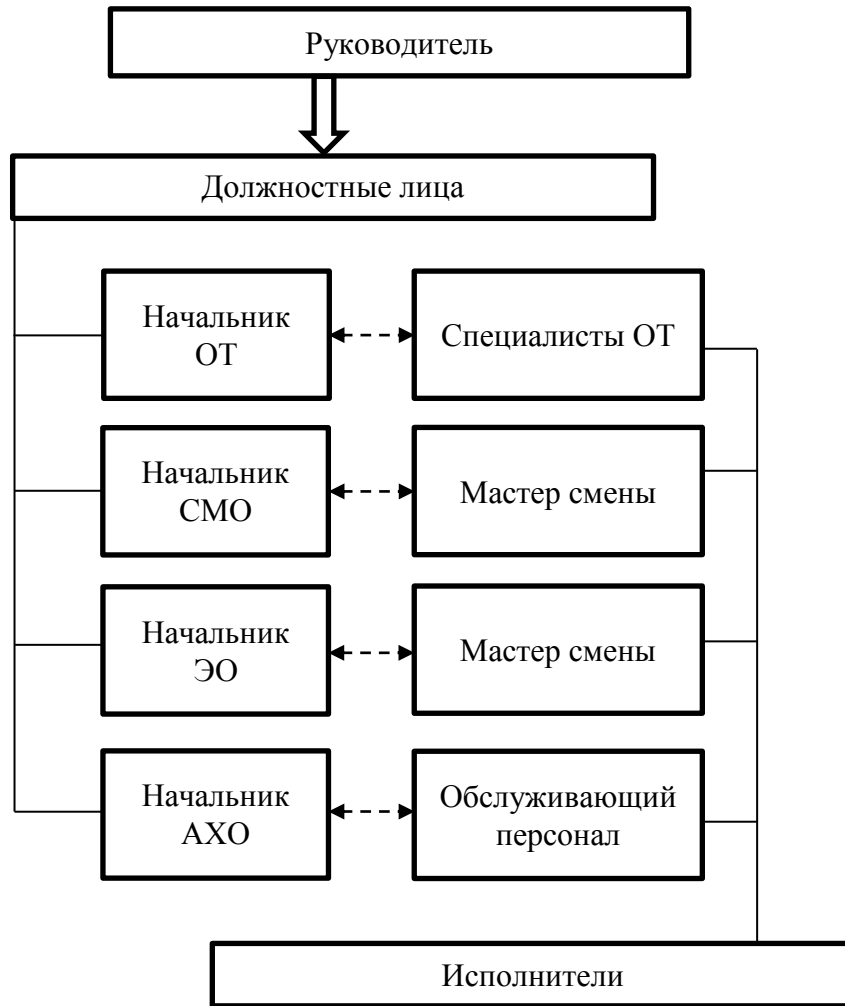 Руководитель
Должностные лица
Начальник
ОТ
Специалисты ОТ
Начальник
СМО
Мастер смены
Начальник
ЭО
Мастер смены
Начальник
АХО
Обслуживающий
персонал
Исполнители